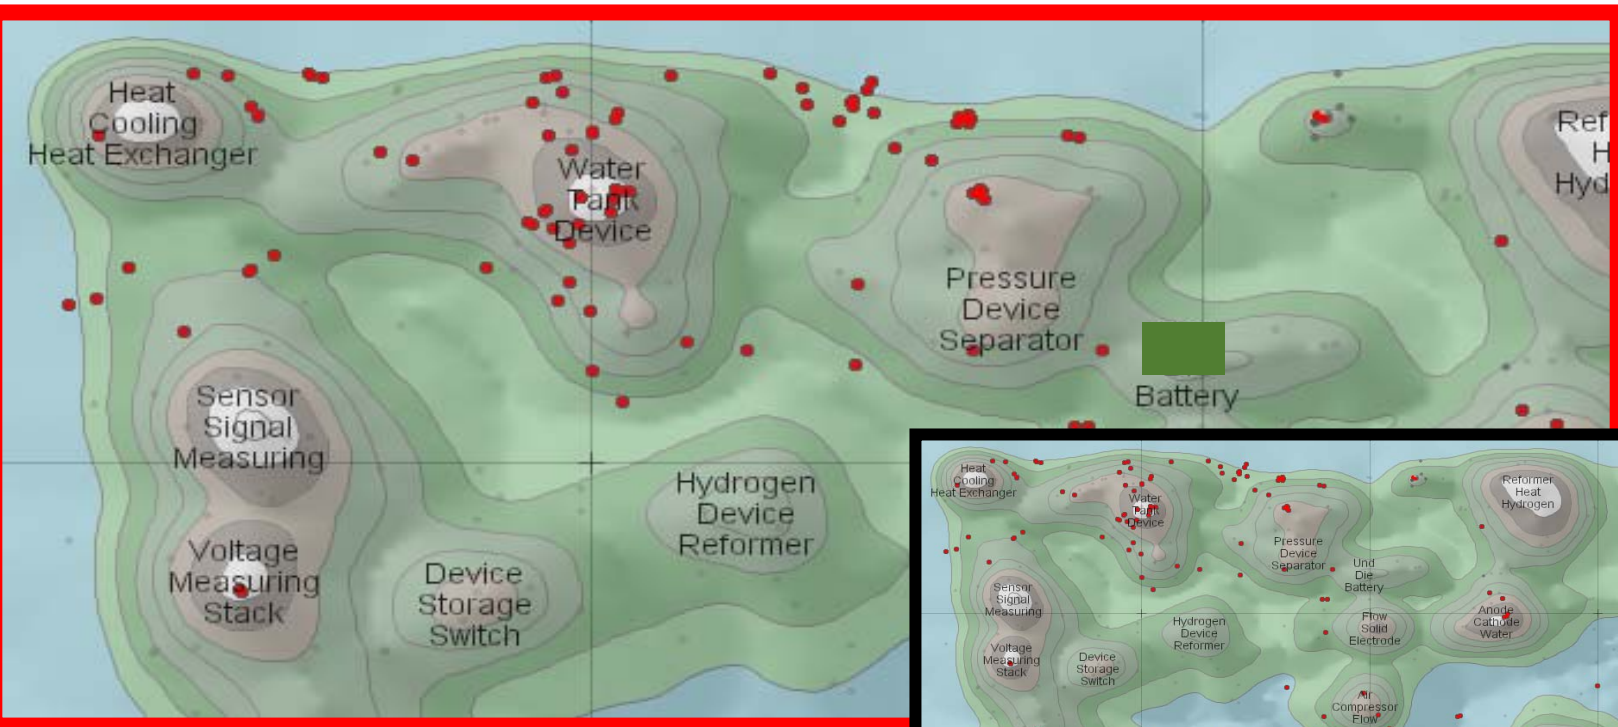 Heat
Cooling
Heat Exchanger
Water
Tank
Device
Ref
H
Hyd
Pressure
Device
Separator
Battery
Sensor
Signal
Measuring
Hydrogen
Device
Reformer
Voltage
Measuring
Stack
Device
Storage
Switch
Heat
Cooling
Heat Exchanger
Water
Tank
Device
Reformer
Heat
Hydrogen
Pressure
Device
Separator
Und
Die
Battery
Sensor
Signal
Measuring
Hydrogen
Device
Reformer
Flow
Solid
Electrode
Anode
Cathode
Water
Voltage
Measuring
Stack
Device
Storage
Switch
Air
Compressor
Flow